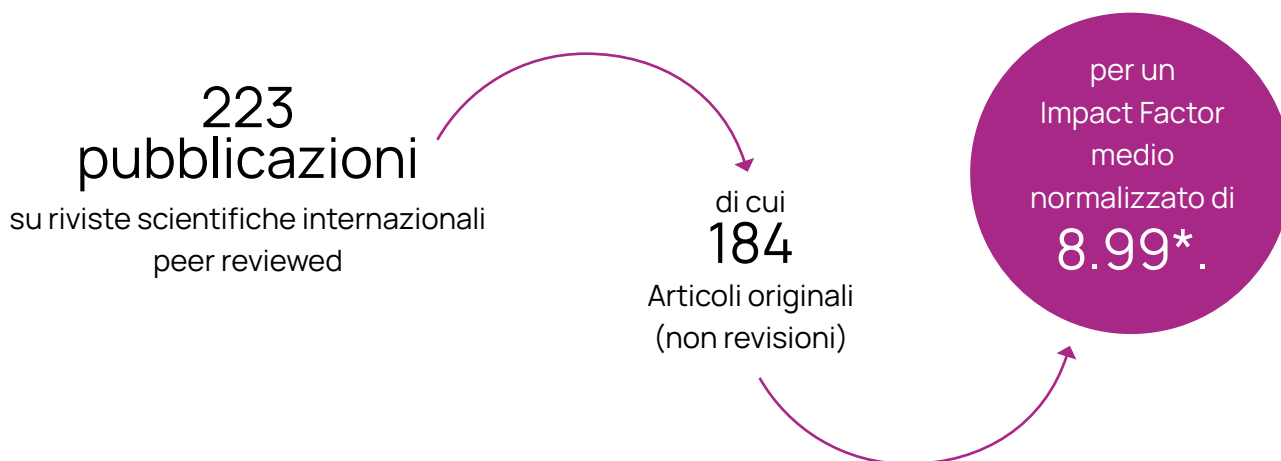 223
pubblicazioni
su riviste scientifiche internazionali
peer reviewed
di cui
184
Articoli originali
(non revisioni)
per un
Impact Factor
medio
normalizzato di
8.99*.